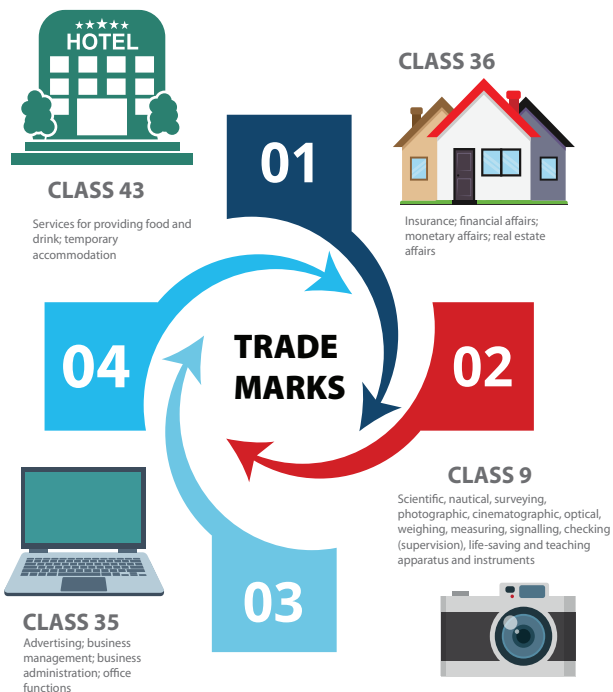 HOTEL
CLASS 43
Services for providing food and
drink; temporary
accommodation
01
CLASS 36
Insurance; financial affairs;
monetary affairs; real estate
affairs
04
TRADE
MARKS
02
CLASS 9
Scientific, nautical, surveying,
photographic, cinematographic, optical,
weighing, measuring, signalling, checking
(supervision), life-saving and teaching
apparatus and instruments
03
CLASS 35
Advertising; business
management; business
administration; office
functions